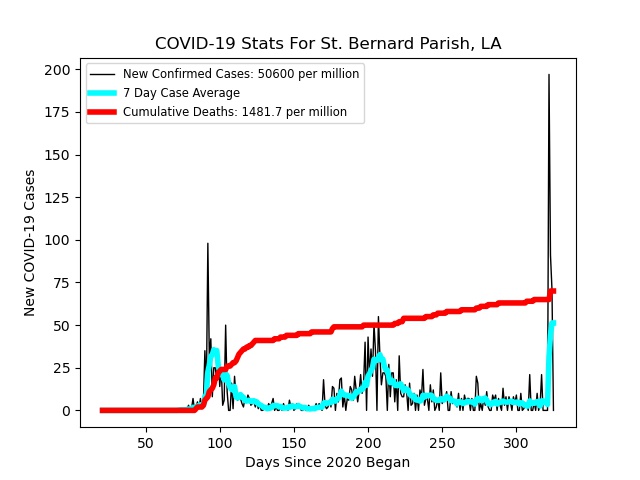 COVID-19 Stats For St. Bernard Parish, LA
New Confirmed Cases: 50600 per million
7 Day Case Average
Cumulative Deaths: 1481.7 per million
New COVID-19 Cases
200
175
150
125
100
75
50
25
0
50 100 150 200 250 300
Days Since 2020 Began